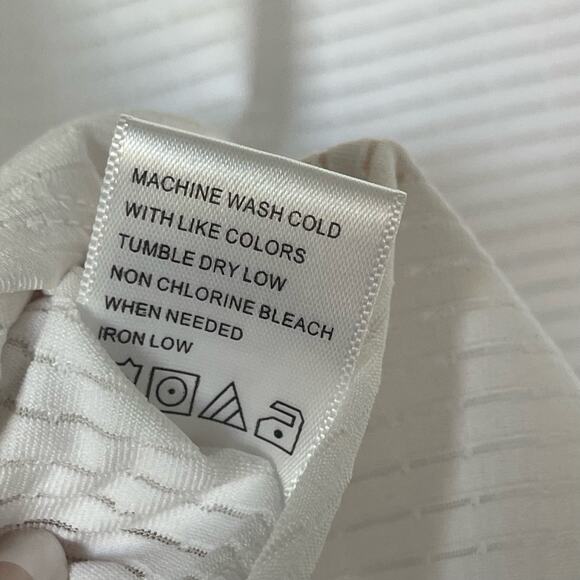 MACHINE WASH COLD
WITH LIKE COLORS
TUMBLE DRY LOW
NON CHLORINE BLEACH
WHEN NEEDED
IRON LOW